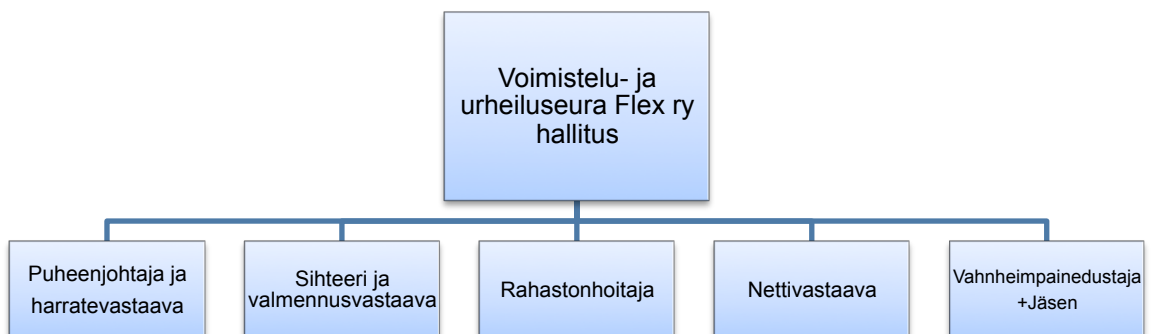 Voimistelu- ja
urheiluseura Flex ry
hallitus
Puheenjohtaja ja
harratevastaava
Sihteeri ja
valmennusvastaava
Rahastonhoitaja
Nettivastaava
Vahnheimpainedustaja
+Jäsen